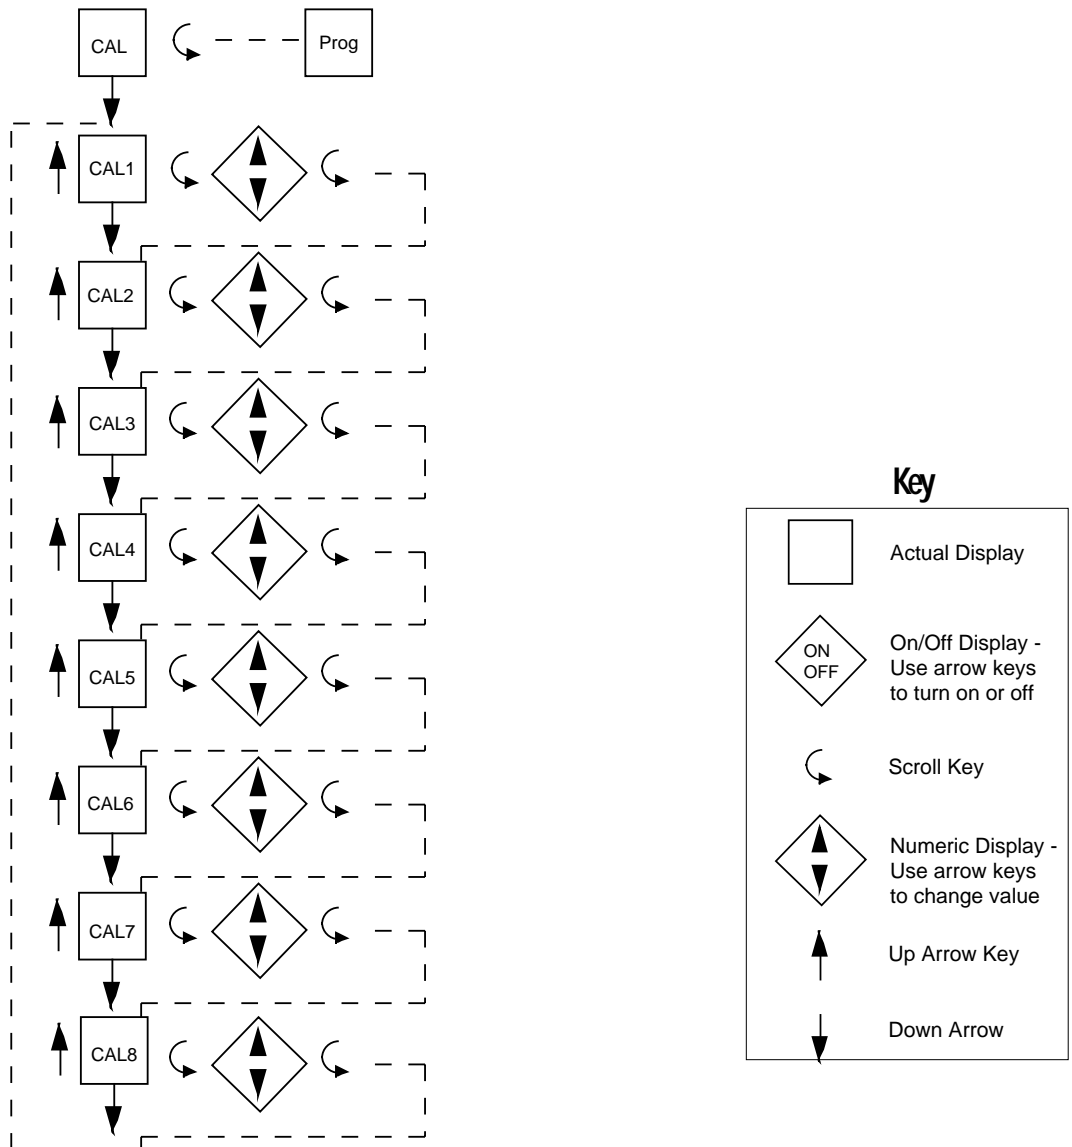 CAL
Prog
CAL1
CAL2
CAL3
CAL4
CAL5
CAL6
CAL7
CAL8
Key
Actual Display
ON
OFF
On/Off Display -
Use arrow keys
to turn on or off
Scroll Key
Numeric Display -
Use arrow keys
to change value
Up Arrow Key
Down Arrow